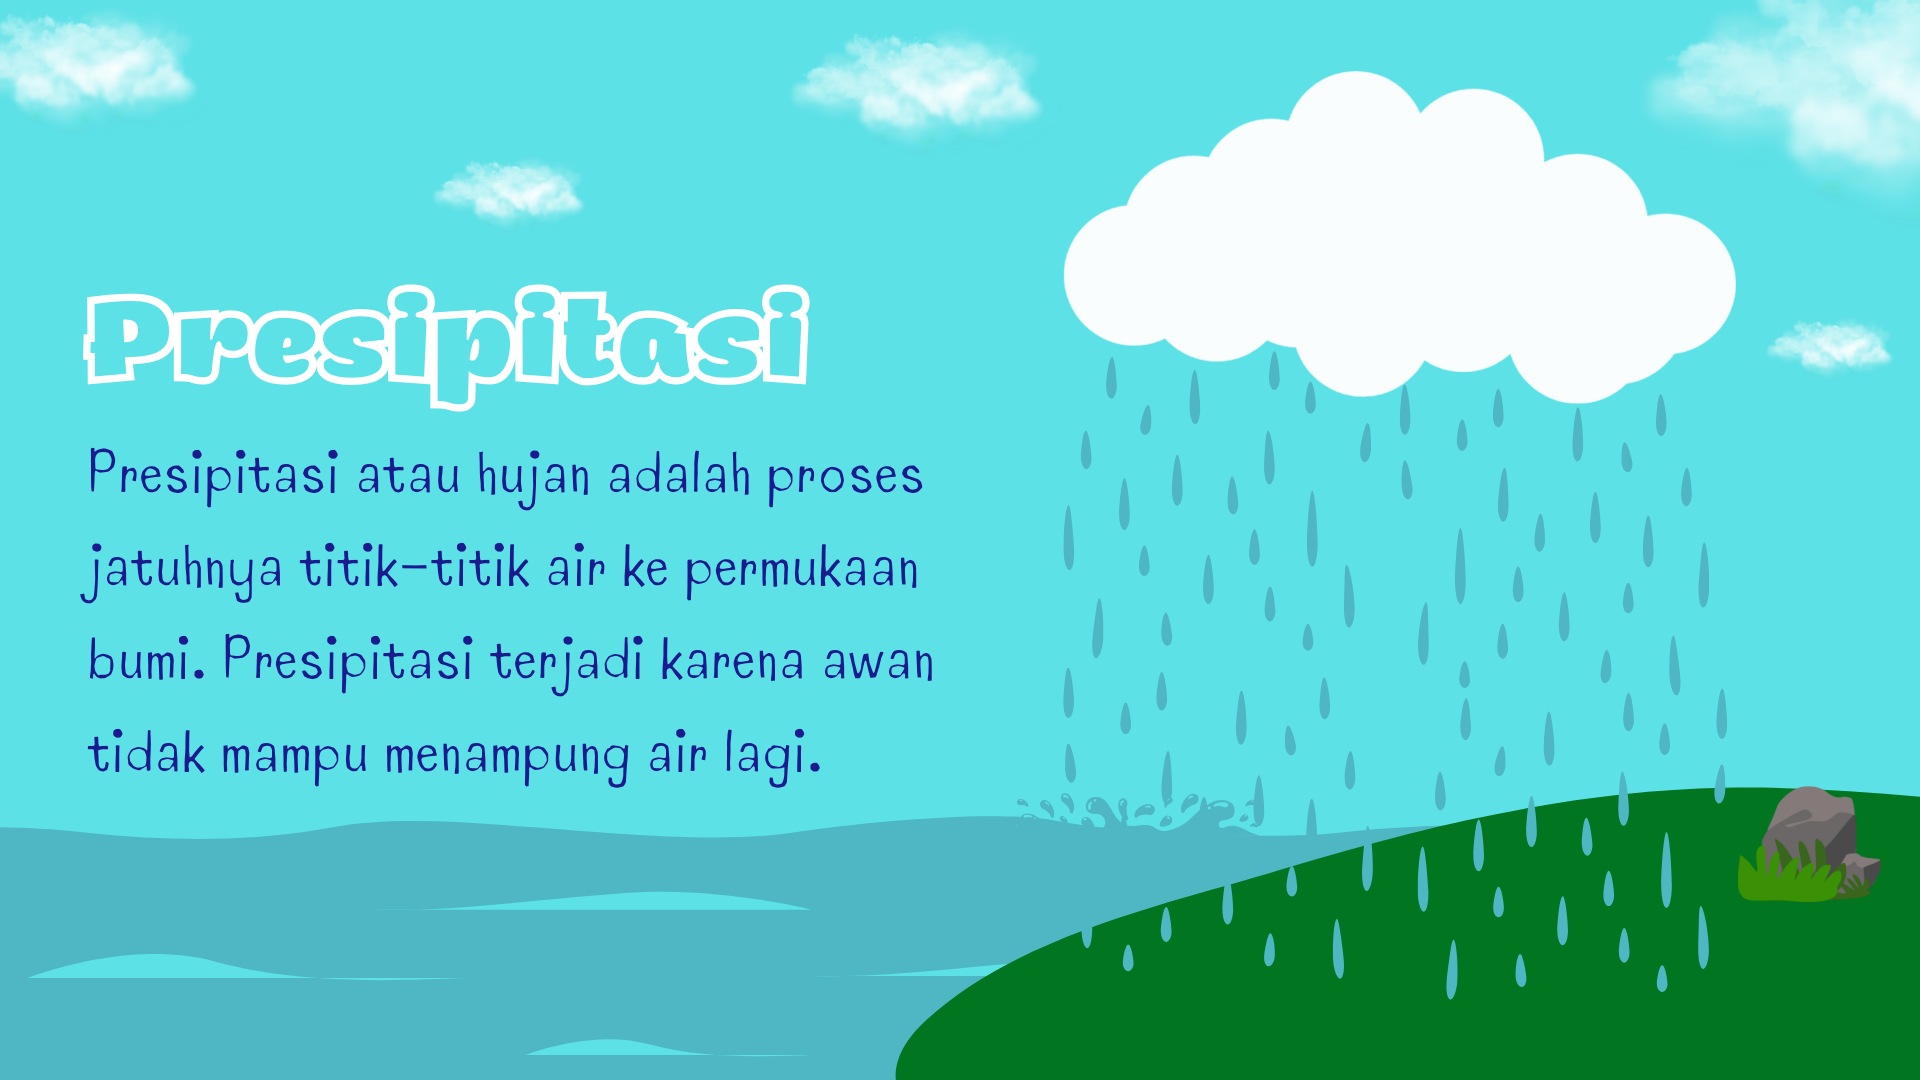 Presipitasi
Presipitasi atau hujan adalah proses
jatuhnya titik-titik air ke permukaan
bumi. Presipitasi terjadi karena awan
tidak mampu menampung air lagi.